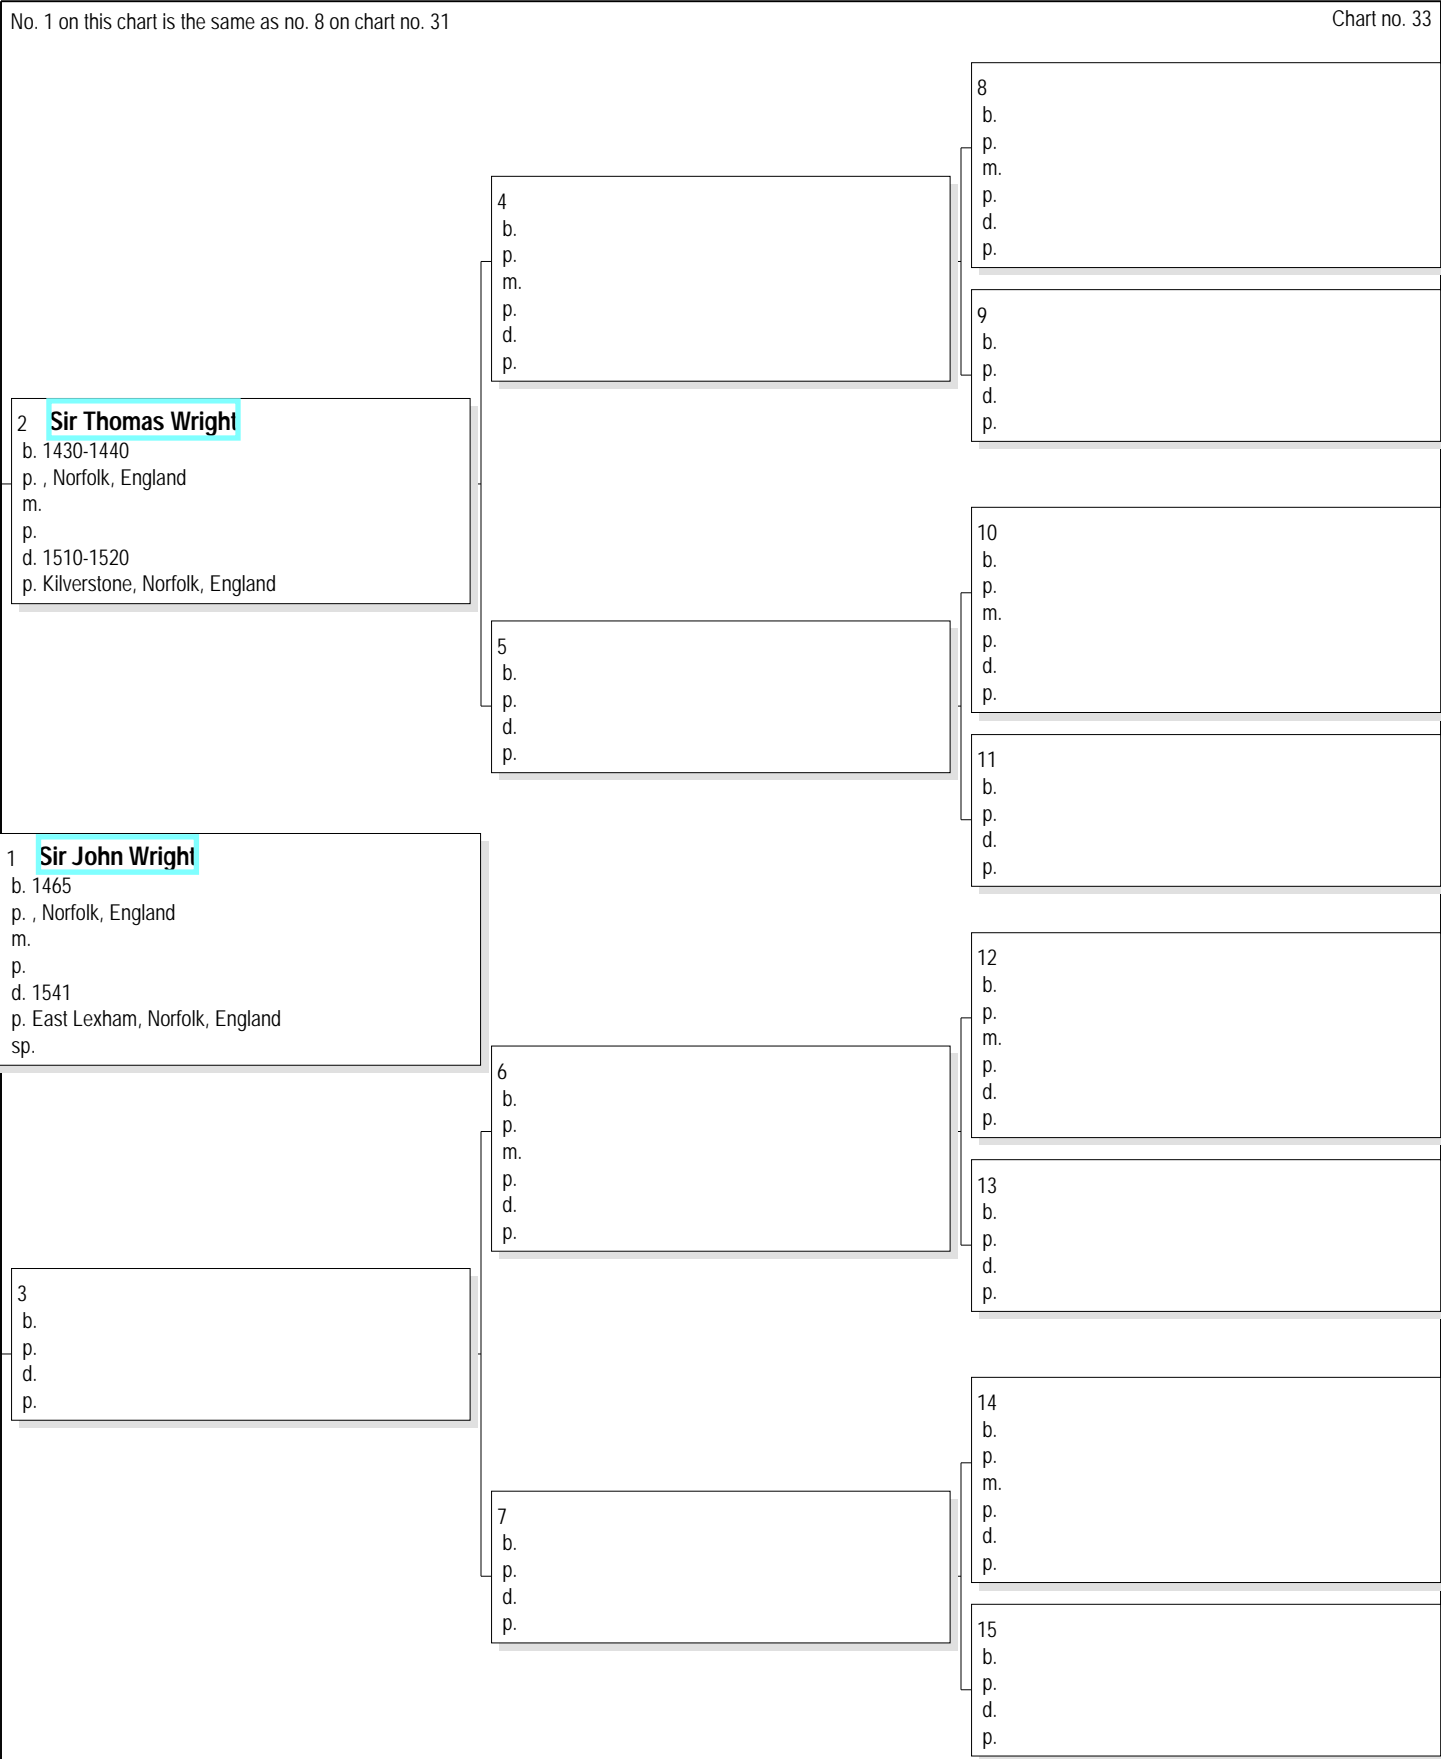 No. 1 on this chart is the same as no. 8 on chart no. 31
Chart no. 33
2 Sir Thomas Wright
b. 1430-1440
p. , Norfolk, England
m.
p.
d. 1510-1520
p. Kilverstone, Norfolk, England
1 Sir John Wright
b. 1465
p. , Norfolk, England
m.
p.
d. 1541
p. East Lexham, Norfolk, England
sp.
3
b.
p.
d.
p.
4
b.
p.
m.
p.
d.
p.
5
b.
p.
d.
p.
6
b.
p.
m.
p.
d.
p.
7
b.
p.
d.
p.
8
b.
p.
m.
p.
d.
p.
9
b.
p.
d.
p.
10
b.
p.
m.
p.
d.
p.
11
b.
p.
d.
p.
12
b.
p.
m.
p.
d.
p.
13
b.
p.
d.
p.
14
b.
p.
m.
p.
d.
p.
15
b.
p.
d.
p.